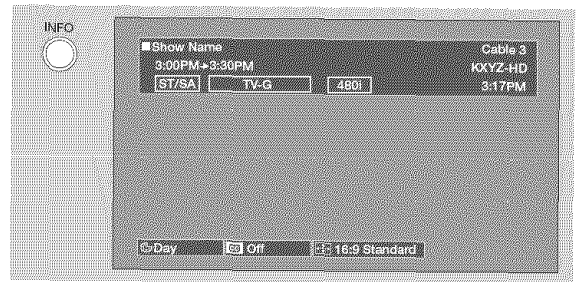 INFO
Show Name Cable 3
3:00PM→3:30PM KXYZ-HD
ST/SA TV-G 480i 3:17PM
Day CC Off 16:9 Standard